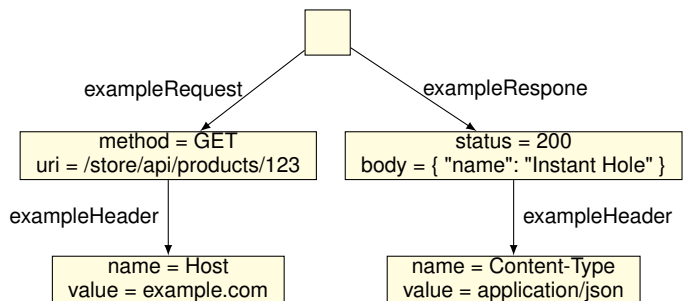 exampleRequest
exampleRespone
method = GET
uri = /store/api/products/123
status = 200
body = { "name": "Instant Hole" }
exampleHeader
exampleHeader
name = Host
value = example.com
name = Content-Type
value = application/json